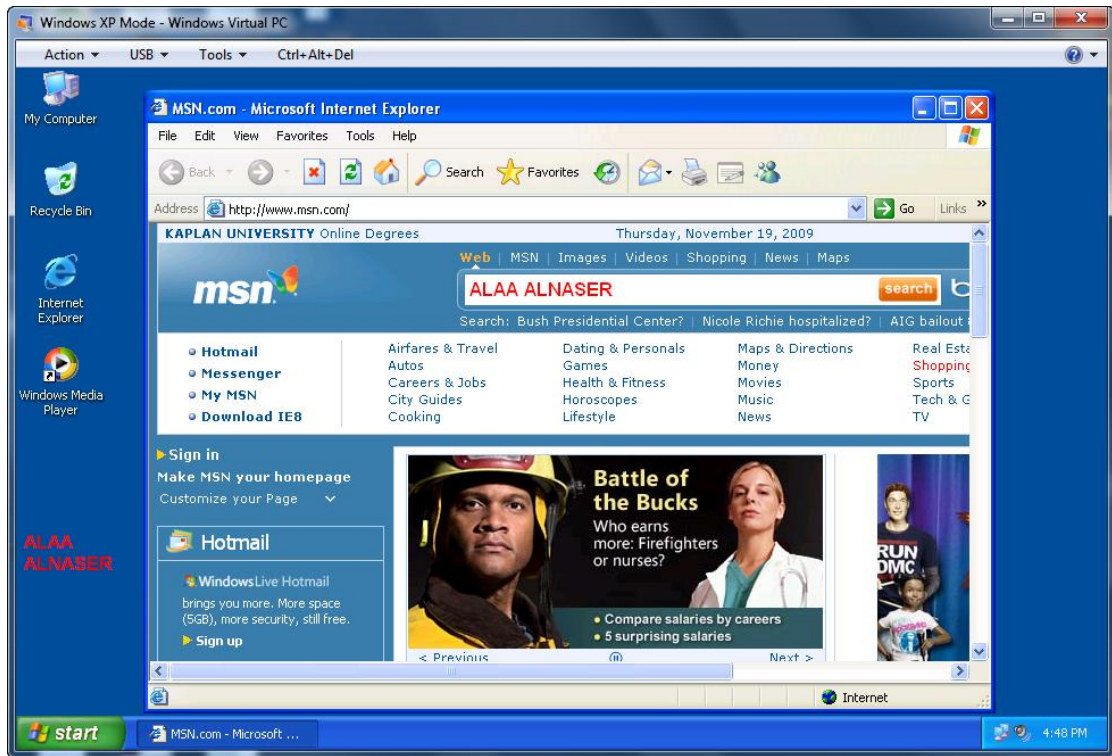 Windows XP Mode - Windows Virtual PC
Action USB Tools Ctrl+Alt+Del
My Computer
Recycle Bin
Internet
Explorer
Windows Media
Player
ALAA
ALNASER
MSN.com - Microsoft Internet Explorer
File Edit View Favorites Tools Help
Back Search Favorites
Address http://www.msn.com/ Go Links »
KAPLAN UNIVERSITY Online Degrees Thursday, November 19, 2009
Web | MSN | Images | Videos | Shopping | News | Maps
msn
ALAA ALNASER search b
Search: Bush Presidential Center? | Nicole Richie hospitalized? | AIG bailout
Hotmail
Messenger
My MSN
Download IE8
Airfares & Travel Dating & Personals Maps & Directions Real Esta
Autos Games Money Shopping
Careers & Jobs Health & Fitness Movies Sports
City Guides Horoscopes Music Tech & G
Cooking Lifestyle News TV
Sign in
Make MSN your homepage
Customize your Page
Hotmail
WindowsLive Hotmail
brings you more. More space
(5GB), more security, still free.
Sign up
Battle of
the Bucks
Who earns
more: Firefighters
or nurses?
• Compare salaries by careers
• 5 surprising salaries
< Previous Next >
RUN
DMC
Internet
start MSN.com - Microsoft ... 4:48 PM